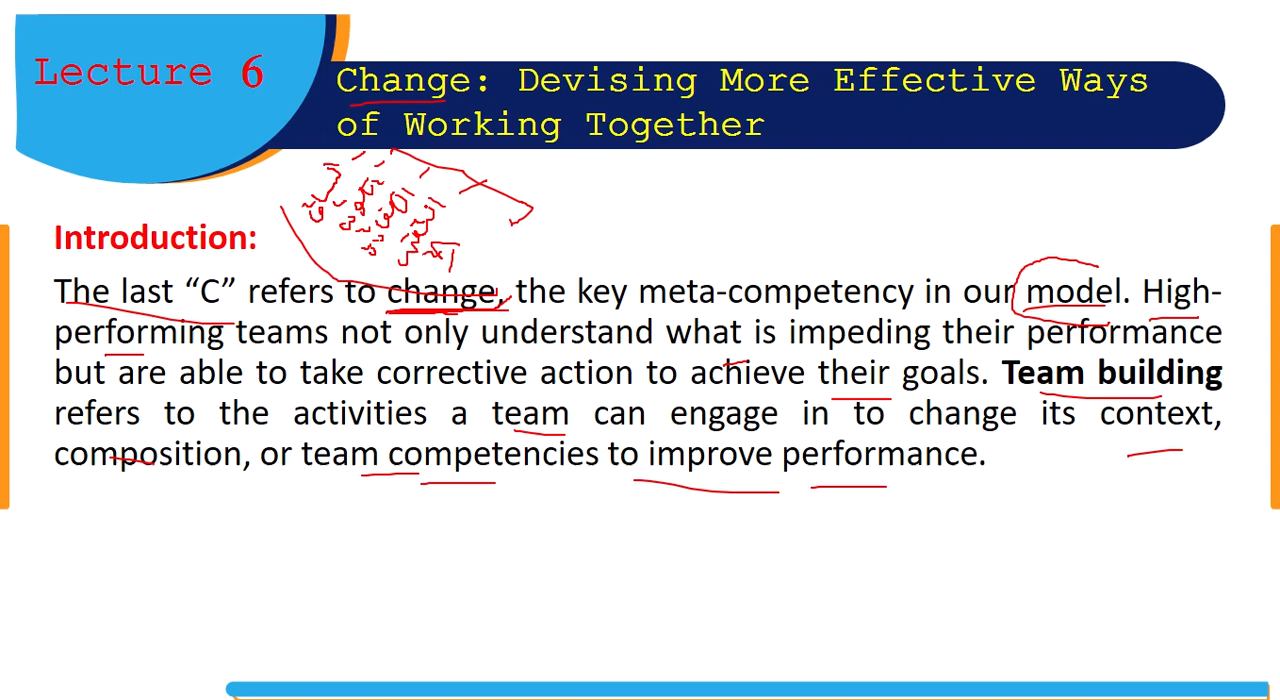 Lecture 6
Change: Devising More Effective Ways
of Working Together
Introduction:
The last “C” refers to change, the key meta-competency in our model. High-
performing teams not only understand what is impeding their performance
but are able to take corrective action to achieve their goals. Team building
refers to the activities a team can engage in to change its context,
composition, or team competencies to improve performance.